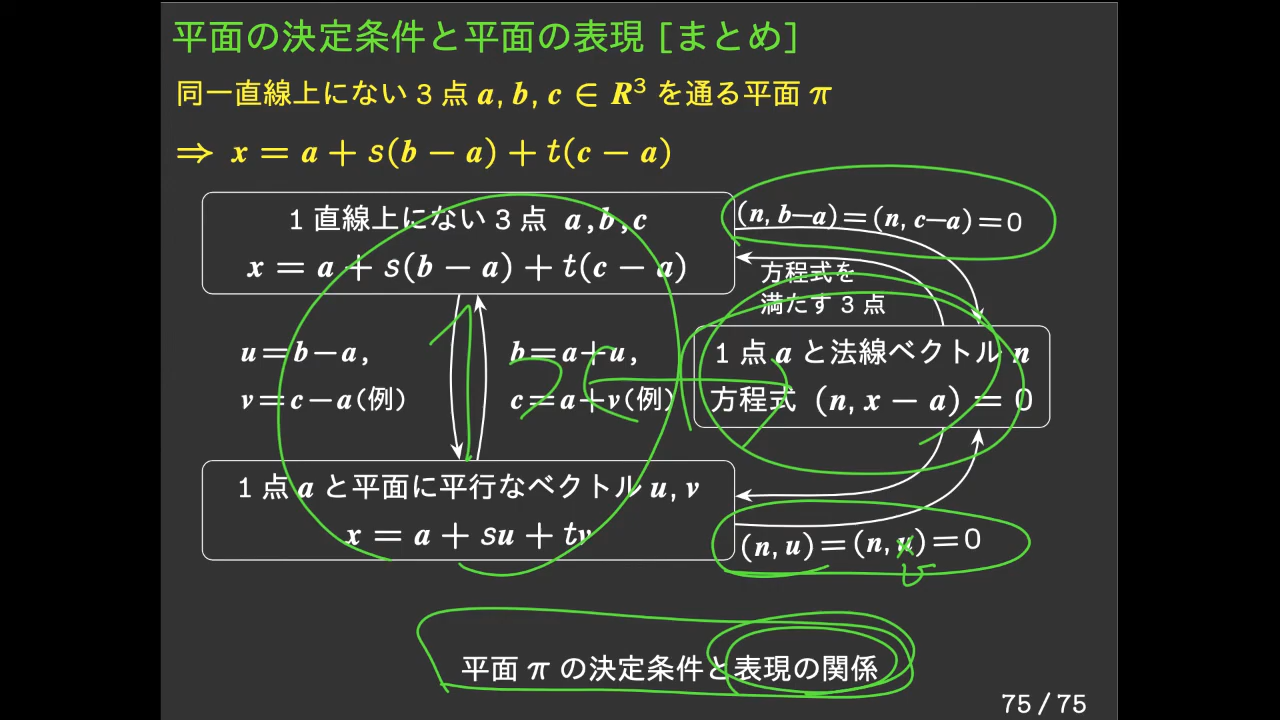 平面の決定条件と平面の表現 [まとめ]
同一直線上にない 3 点 a, b, c ∈ R³ を通る平面 π
⇒ x = a + s(b − a) + t(c − a)
1 直線上にない 3 点 a,b,c
x = a + s(b − a) + t(c − a)
(n, b−a)=(n, c−a)=0
方程式を
満たす 3 点
u=b−a,
v=c−a(例)
b=a+u,
c=a+v(例)
1 点 a と法線ベクトル n
方程式 (n, x − a) = 0
1 点 a と平面に平行なベクトル u, v
x = a + su + tv
(n, u)=(n, u)=0
v
平面 π の決定条件と表現の関係
75 / 75